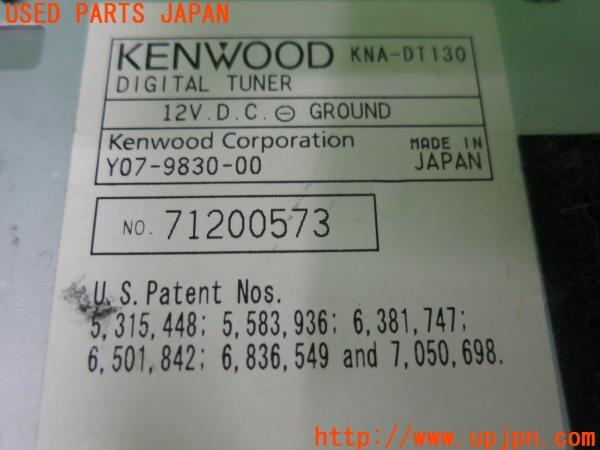 USED PARTS JAPAN
KENWOOD KNA-DT130
DIGITAL TUNER
12V.D.C. ⊖ GROUND
Kenwood Corporation MADE IN
Y07-9830-00 JAPAN
NO. 71200573
U.S.Patent Nos.
5,315,448; 5,583,936; 6,381,747;
6,501,842; 6,836,549 and 7,050,698.
http://www.upjpn.com